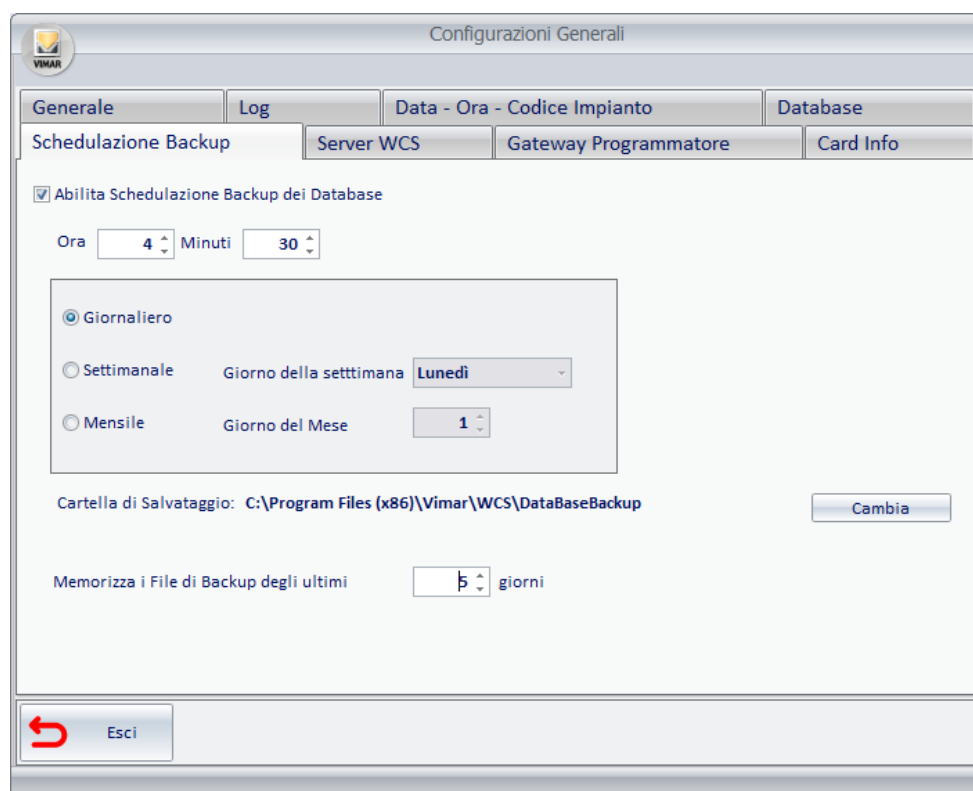 Configurazioni Generali
VIMAR
Generale Log Data - Ora - Codice Impianto Database
Schedulazione Backup Server WCS Gateway Programmatore Card Info
Abilita Schedulazione Backup dei Database
Ora 4 Minuti 30
Giornaliero
Settimanale Giorno della setttimana Lunedì
Mensile Giorno del Mese 1
Cartella di Salvataggio: C:\Program Files (x86)\Vimar\WCS\DataBaseBackup Cambia
Memorizza i File di Backup degli ultimi 5 giorni
Esci